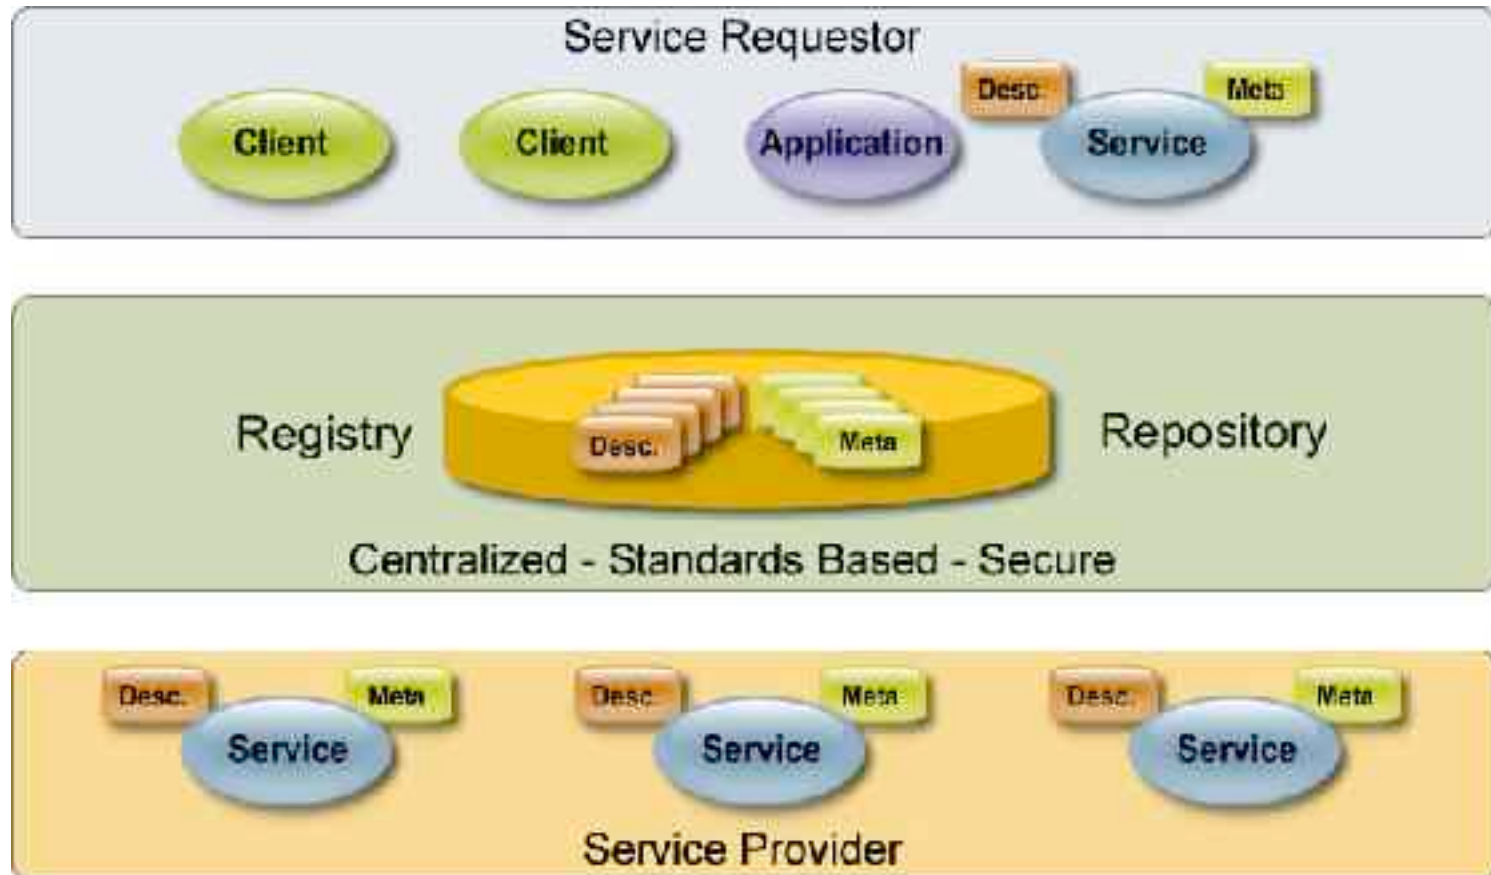 Service Requestor
Desc.
Meta
Client
Client
Application
Service
Registry
Desc.
Meta
Repository
Centralized - Standards Based - Secure
Desc.
Meta
Desc.
Meta
Desc.
Meta
Service
Service
Service
Service Provider